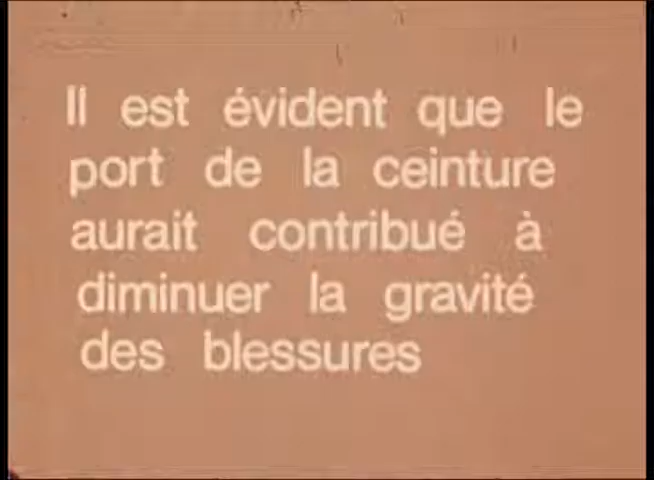 Il est évident que le
port de la ceinture
aurait contribué à
diminuer la gravité
des blessures